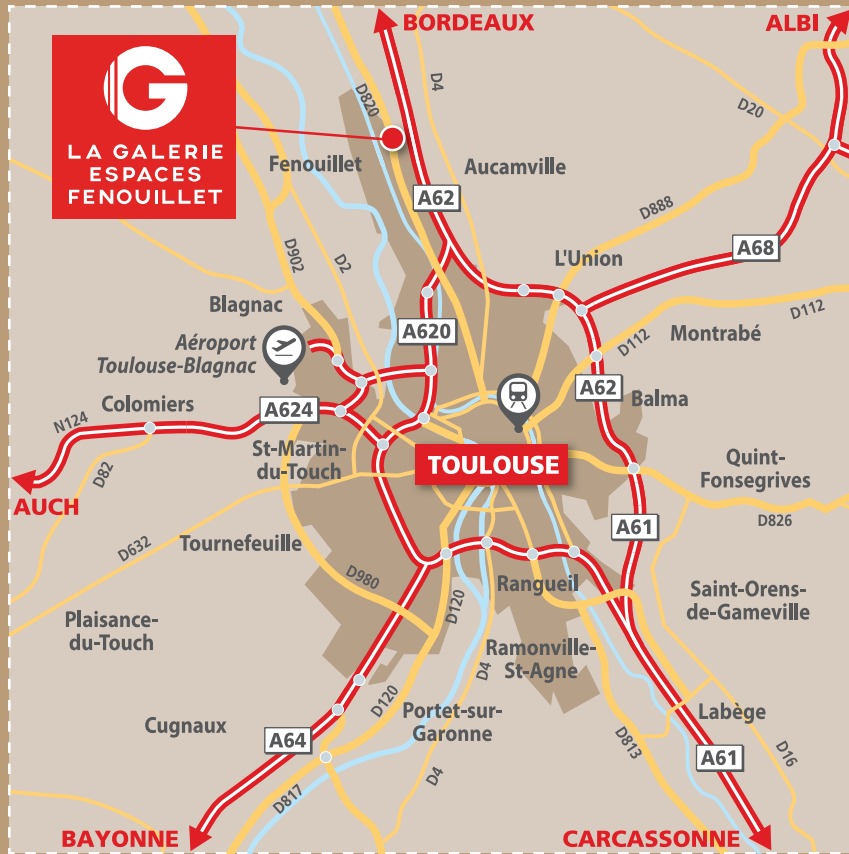 BORDEAUX
ALBI
G
LA GALERIE
ESPACES
FENOUILLET
D820
D4
D20
Fenouillet
Aucamville
A62
D888
A68
D902
D2
L'Union
Blagnac
D112
D112
Aéroport
Toulouse-Blagnac
A620
Montrabé
A62
Balma
N124
Colomiers
A624
St-Martin-
du-Touch
TOULOUSE
Quint-
Fonsegrives
D82
AUCH
D826
A61
D632
Tournefeuille
D980
Rangueil
D120
Saint-Orens-
de-Gameville
Plaisance-
du-Touch
Ramonville-
St-Agne
D4
D120
Portet-sur-
Garonne
Cugnaux
Labège
A64
D813
D16
A61
D4
D817
BAYONNE
CARCASSONNE